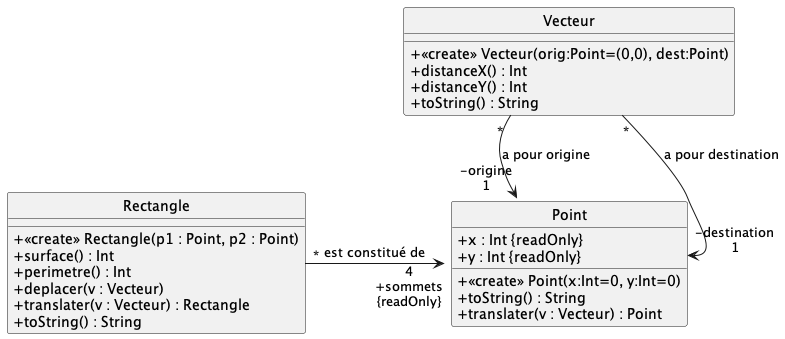 Vecteur
+«create» Vecteur(orig:Point=(0,0), dest:Point)
+distanceX() : Int
+distanceY() : Int
+toString() : String
*
*
a pour origine
a pour destination
-origine
1
-destination
1
Rectangle
+«create» Rectangle(p1 : Point, p2 : Point)
+surface() : Int
+perimetre() : Int
+deplacer(v : Vecteur)
+translater(v : Vecteur) : Rectangle
+toString() : String
* est constitué de
4
+sommets
{readOnly}
Point
+x : Int {readOnly}
+y : Int {readOnly}
+«create» Point(x:Int=0, y:Int=0)
+toString() : String
+translater(v : Vecteur) : Point